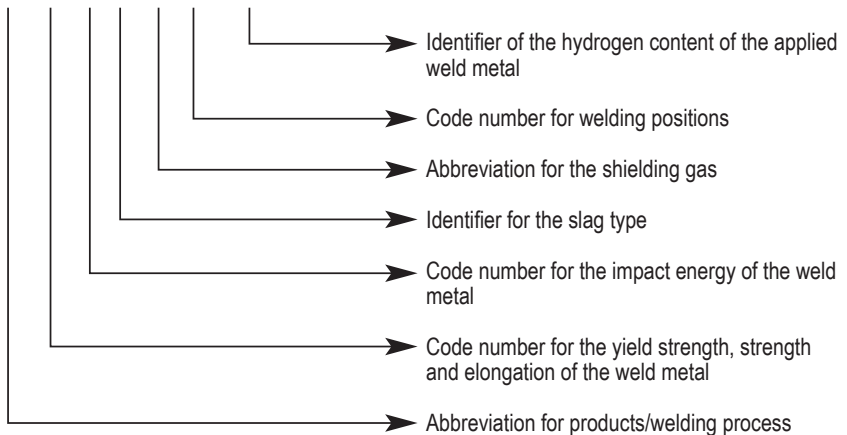 Identifier of the hydrogen content of the applied
weld metal
Code number for welding positions
Abbreviation for the shielding gas
Identifier for the slag type
Code number for the impact energy of the weld
metal
Code number for the yield strength, strength
and elongation of the weld metal
Abbreviation for products/welding process